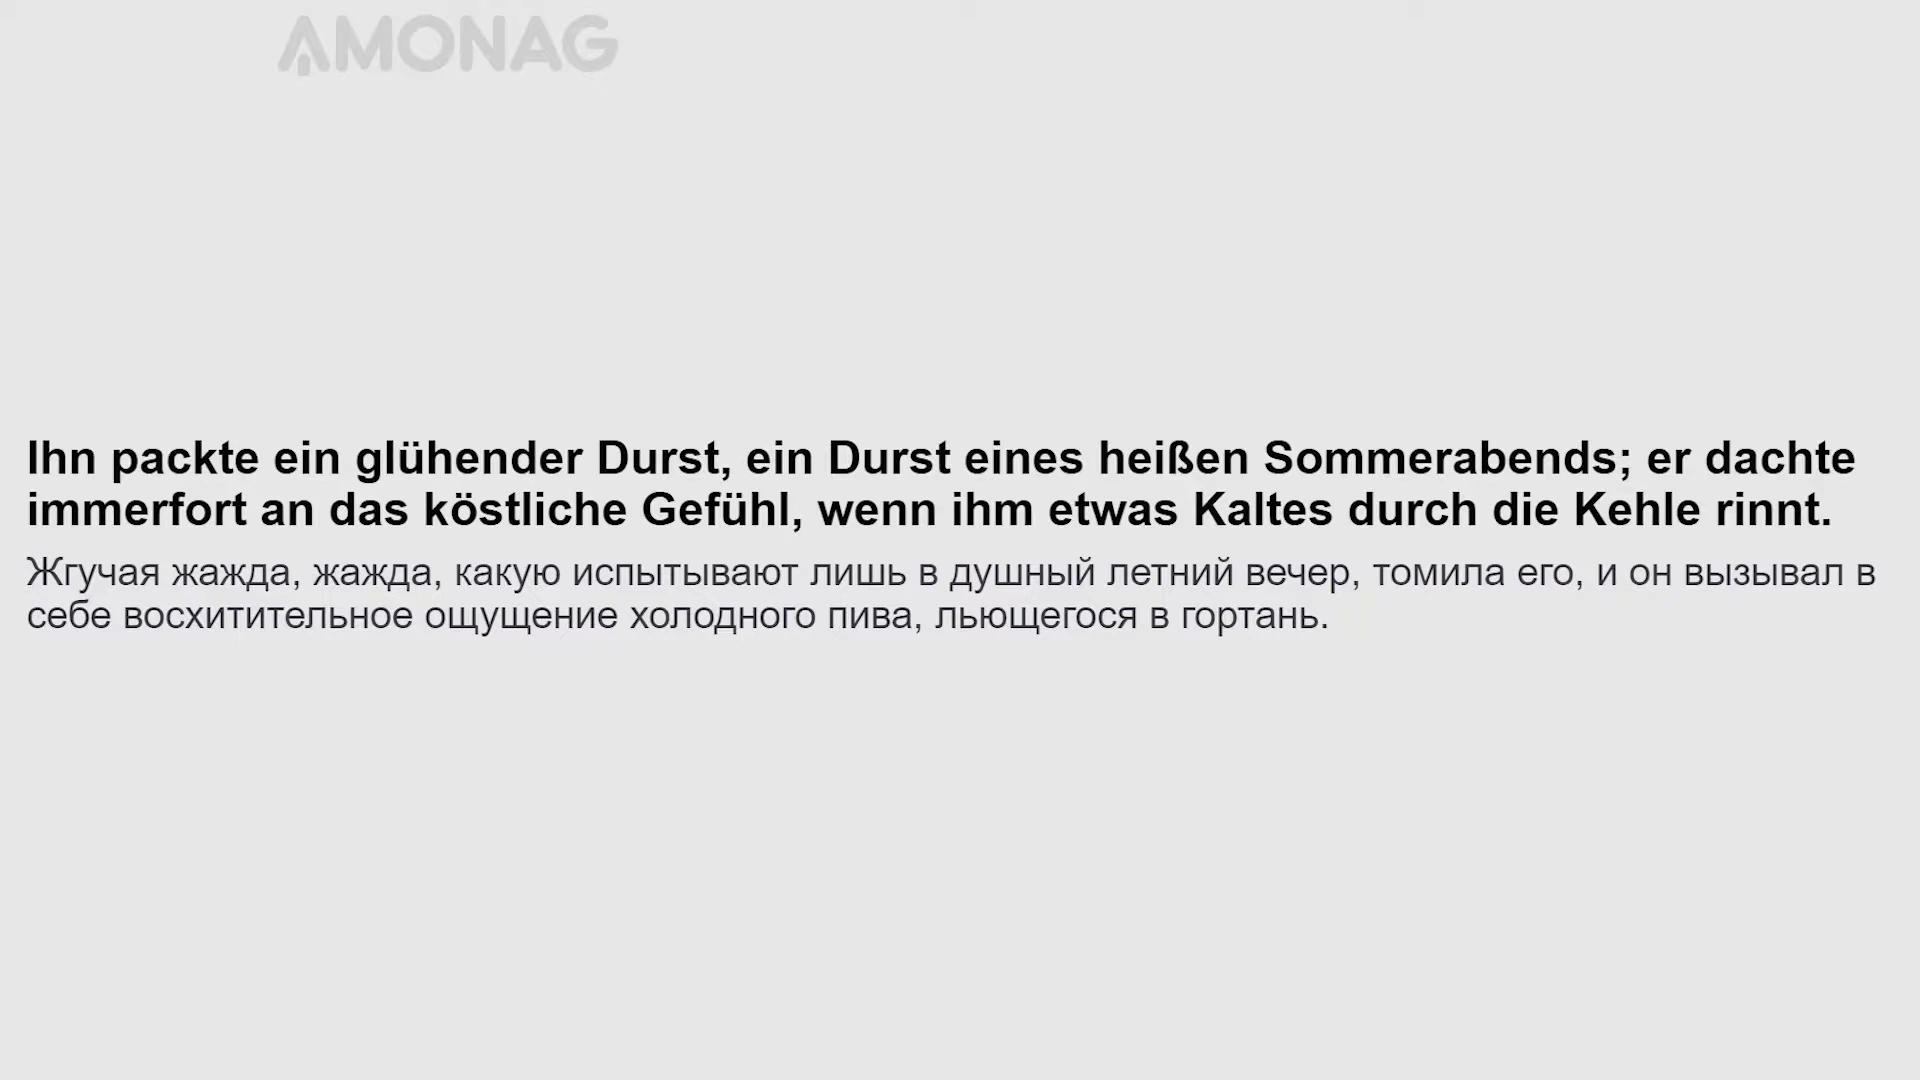 AMONAG
Ihn packte ein glühender Durst, ein Durst eines heißen Sommerabends; er dachte
immerfort an das köstliche Gefühl, wenn ihm etwas Kaltes durch die Kehle rinnt.
Жгучая жажда, жажда, какую испытывают лишь в душный летний вечер, томила его, и он вызывал в
себе восхитительное ощущение холодного пива, льющегося в гортань.